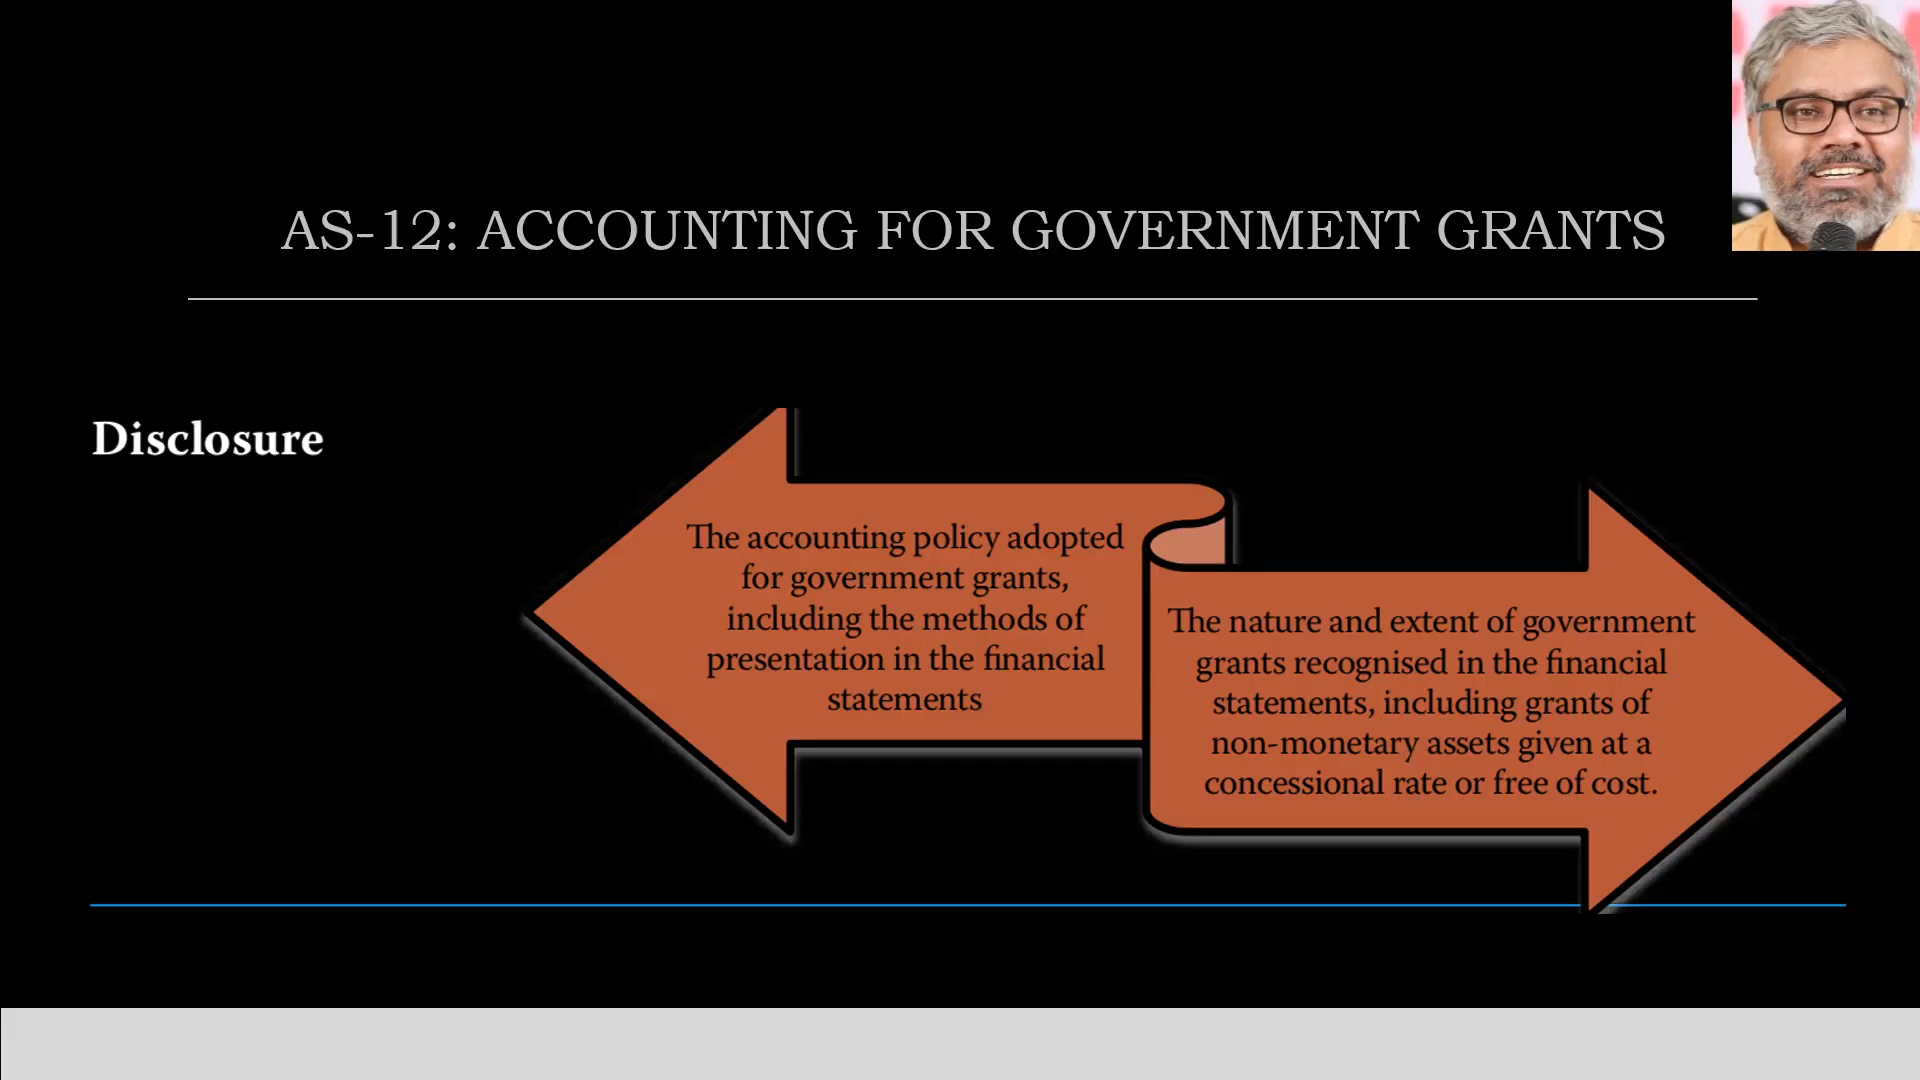 AS-12: ACCOUNTING FOR GOVERNMENT GRANTS
Disclosure
The accounting policy adopted
for government grants,
including the methods of
presentation in the financial
statements
The nature and extent of government
grants recognised in the financial
statements, including grants of
non-monetary assets given at a
concessional rate or free of cost.